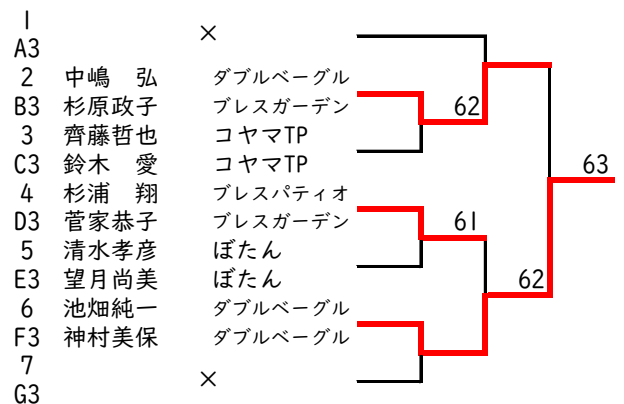 1
×
A3
2 中嶋 弘 ダブルベーグル
B3 杉原政子 ブレスガーデン 62
3 齊藤哲也 コヤマTP
C3 鈴木 愛 コヤマTP 63
4 杉浦 翔 ブレスパティオ
D3 菅家恭子 ブレスガーデン 61
5 清水孝彦 ぼたん
E3 望月尚美 ぼたん 62
6 池畑純一 ダブルベーグル
F3 神村美保 ダブルベーグル
7
×
G3